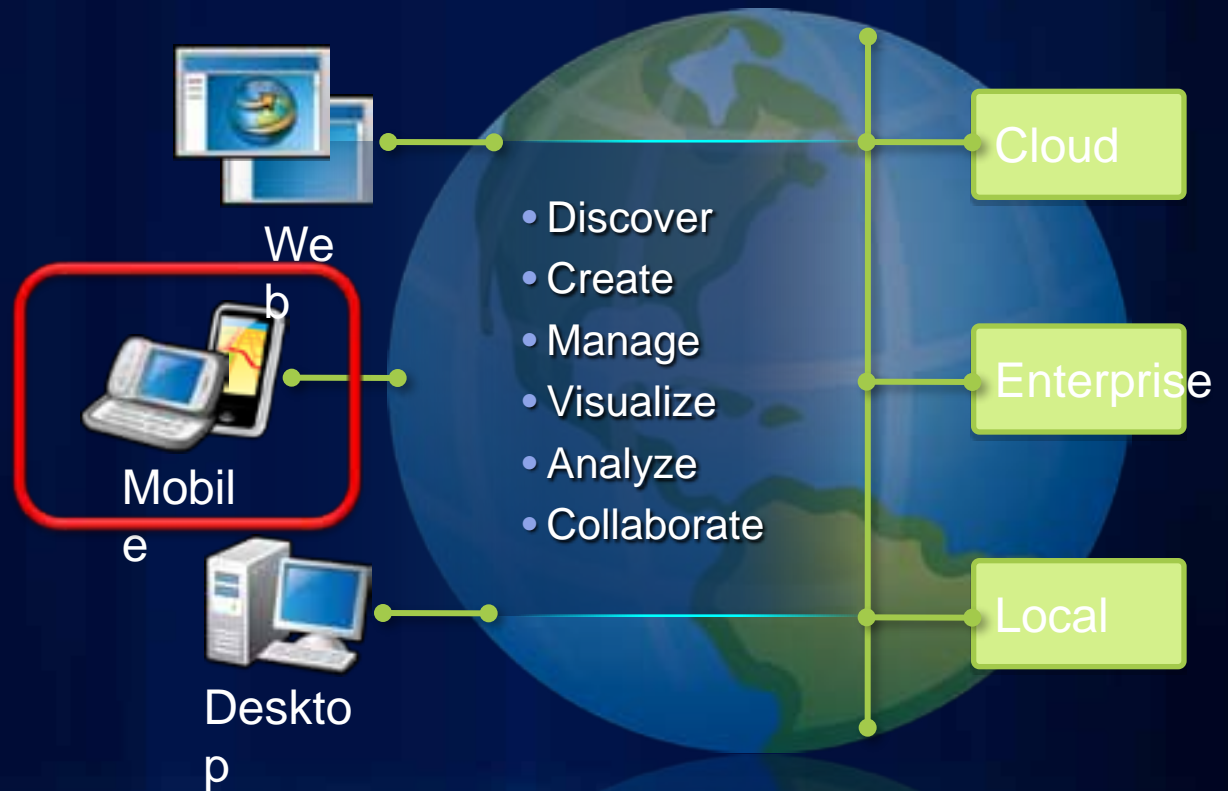 We
b
Mobil
e
Deskto
p
• Discover
• Create
• Manage
• Visualize
• Analyze
• Collaborate
Cloud
Enterprise
Local